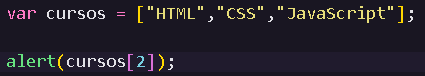 var cursos = ["HTML","CSS","JavaScript"];
alert(cursos[2]);